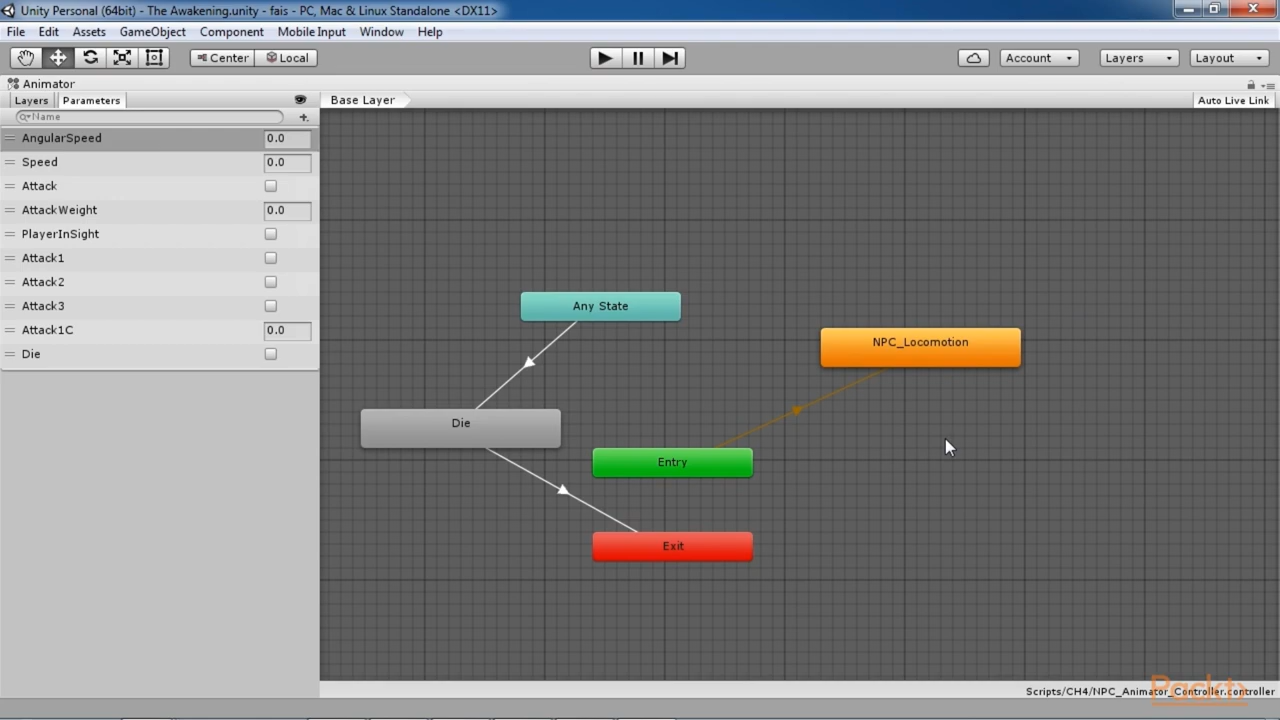 Unity Personal (64bit) - The Awakening.unity - fais - PC, Mac & Linux Standalone <DX11>
File Edit Assets GameObject Component Mobile Input Window Help
Center Local Account Layers Layout
Animator
Layers Parameters Base Layer Auto Live Link
Name
AngularSpeed 0.0
Speed 0.0
Attack
AttackWeight 0.0
PlayerInSight
Attack1
Attack2
Attack3
Attack1C 0.0
Die
Any State
NPC_Locomotion
Die
Entry
Exit
Scripts/CH4/NPC_Animator_Controller.controller
Packt>